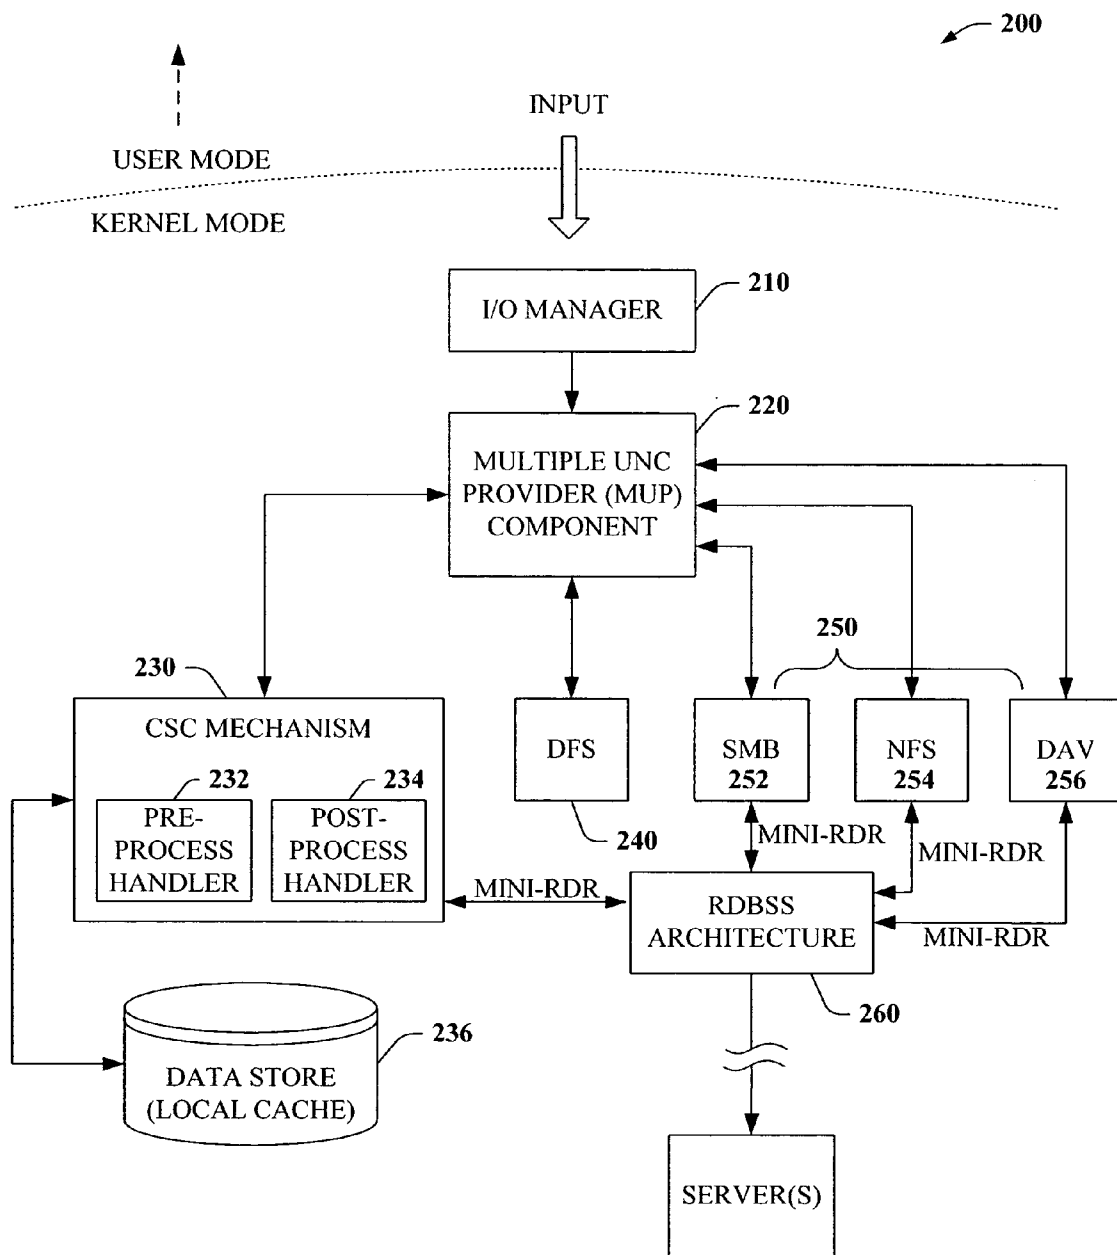 200
INPUT
USER MODE
KERNEL MODE
210
I/O MANAGER
220
MULTIPLE UNC
PROVIDER (MUP)
COMPONENT
250
230
CSC MECHANISM
DFS
SMB
252
NFS
254
DAV
256
232
234
PRE-
PROCESS
HANDLER
POST-
PROCESS
HANDLER
240
MINI-RDR
MINI-RDR
MINI-RDR
RDBSS
ARCHITECTURE
MINI-RDR
260
236
DATA STORE
(LOCAL CACHE)
SERVER(S)